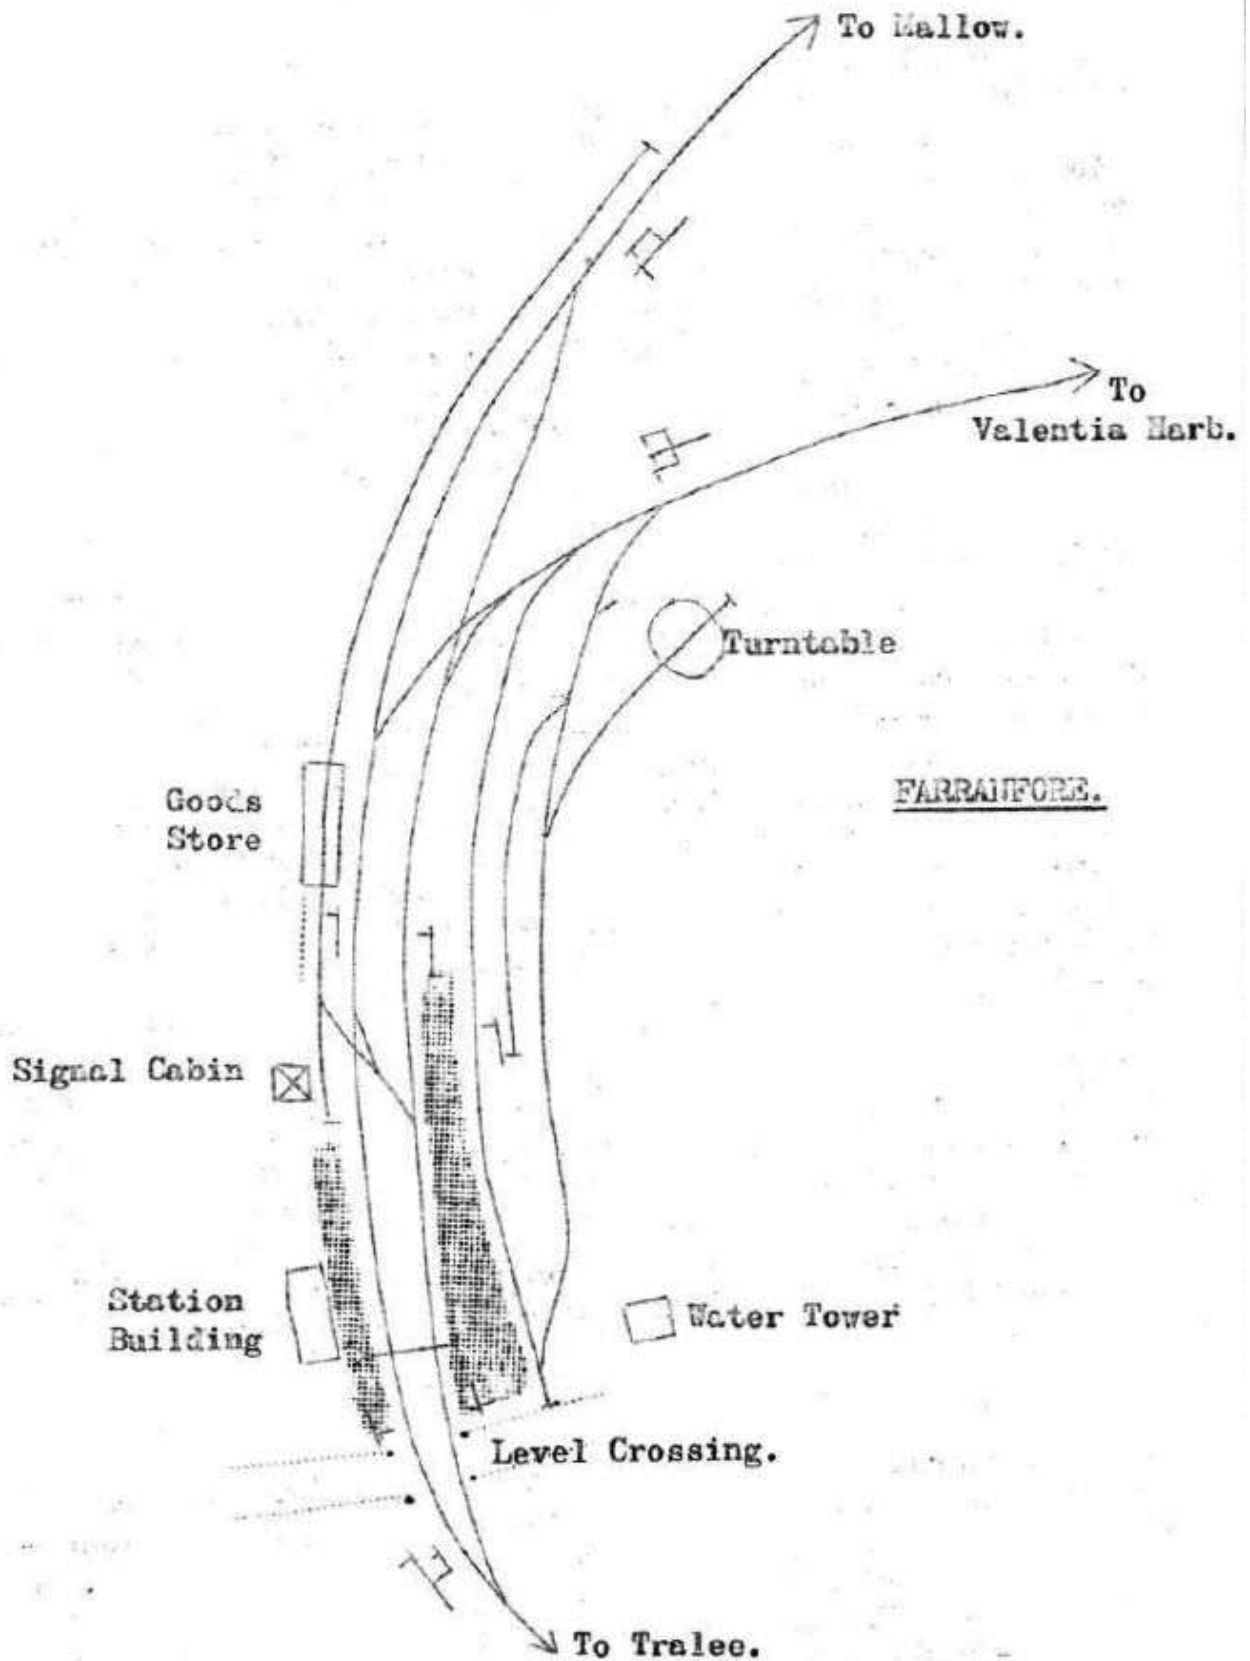 To Mallow.
To
Valentia Harb.
Turntable
Goods
Store
FARRANFORE.
Signal Cabin
Station
Building
Water Tower
Level Crossing.
To Tralee.